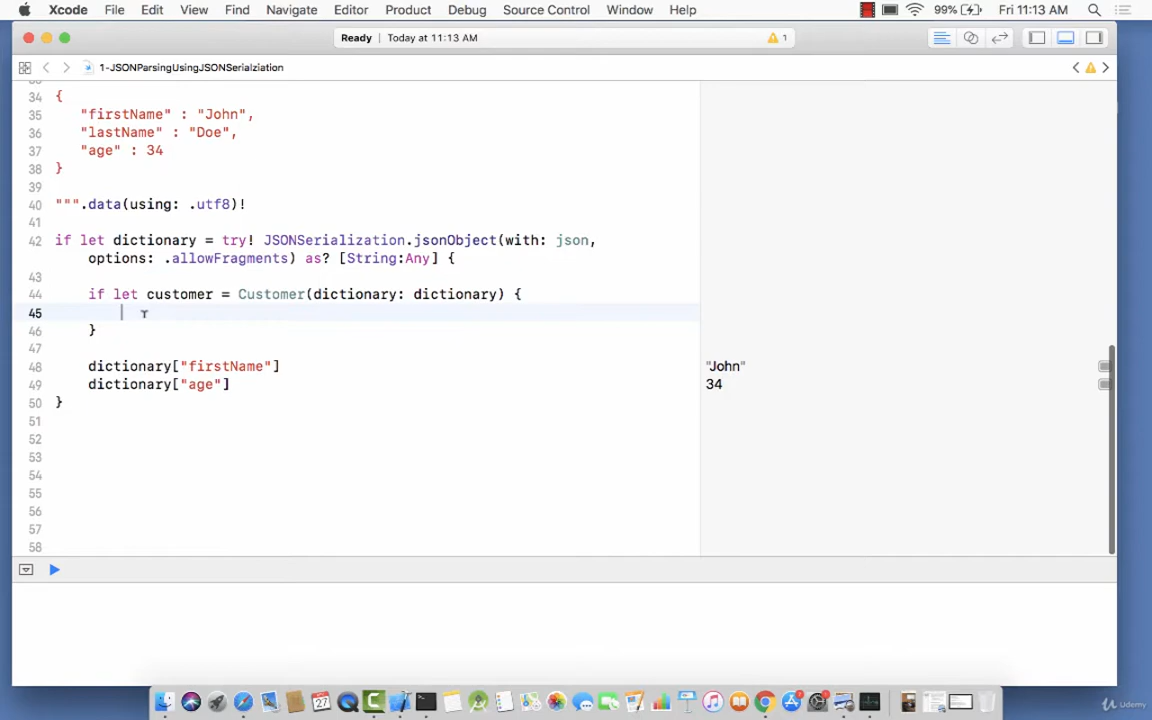 Xcode File Edit View Find Navigate Editor Product Debug Source Control Window Help 99% Fri 11:13 AM
Ready | Today at 11:13 AM 1
1-JSONParsingUsingJSONSerialziation
34 {
35 "firstName" : "John",
36 "lastName" : "Doe",
37 "age" : 34
38 }
39
40 """.data(using: .utf8)!
41
42 if let dictionary = try! JSONSerialization.jsonObject(with: json,
options: .allowFragments) as? [String:Any] {
43
44 if let customer = Customer(dictionary: dictionary) {
45
46 }
47
48 dictionary["firstName"] "John"
49 dictionary["age"] 34
50 }
51
52
53
54
55
56
57
58
Udemy